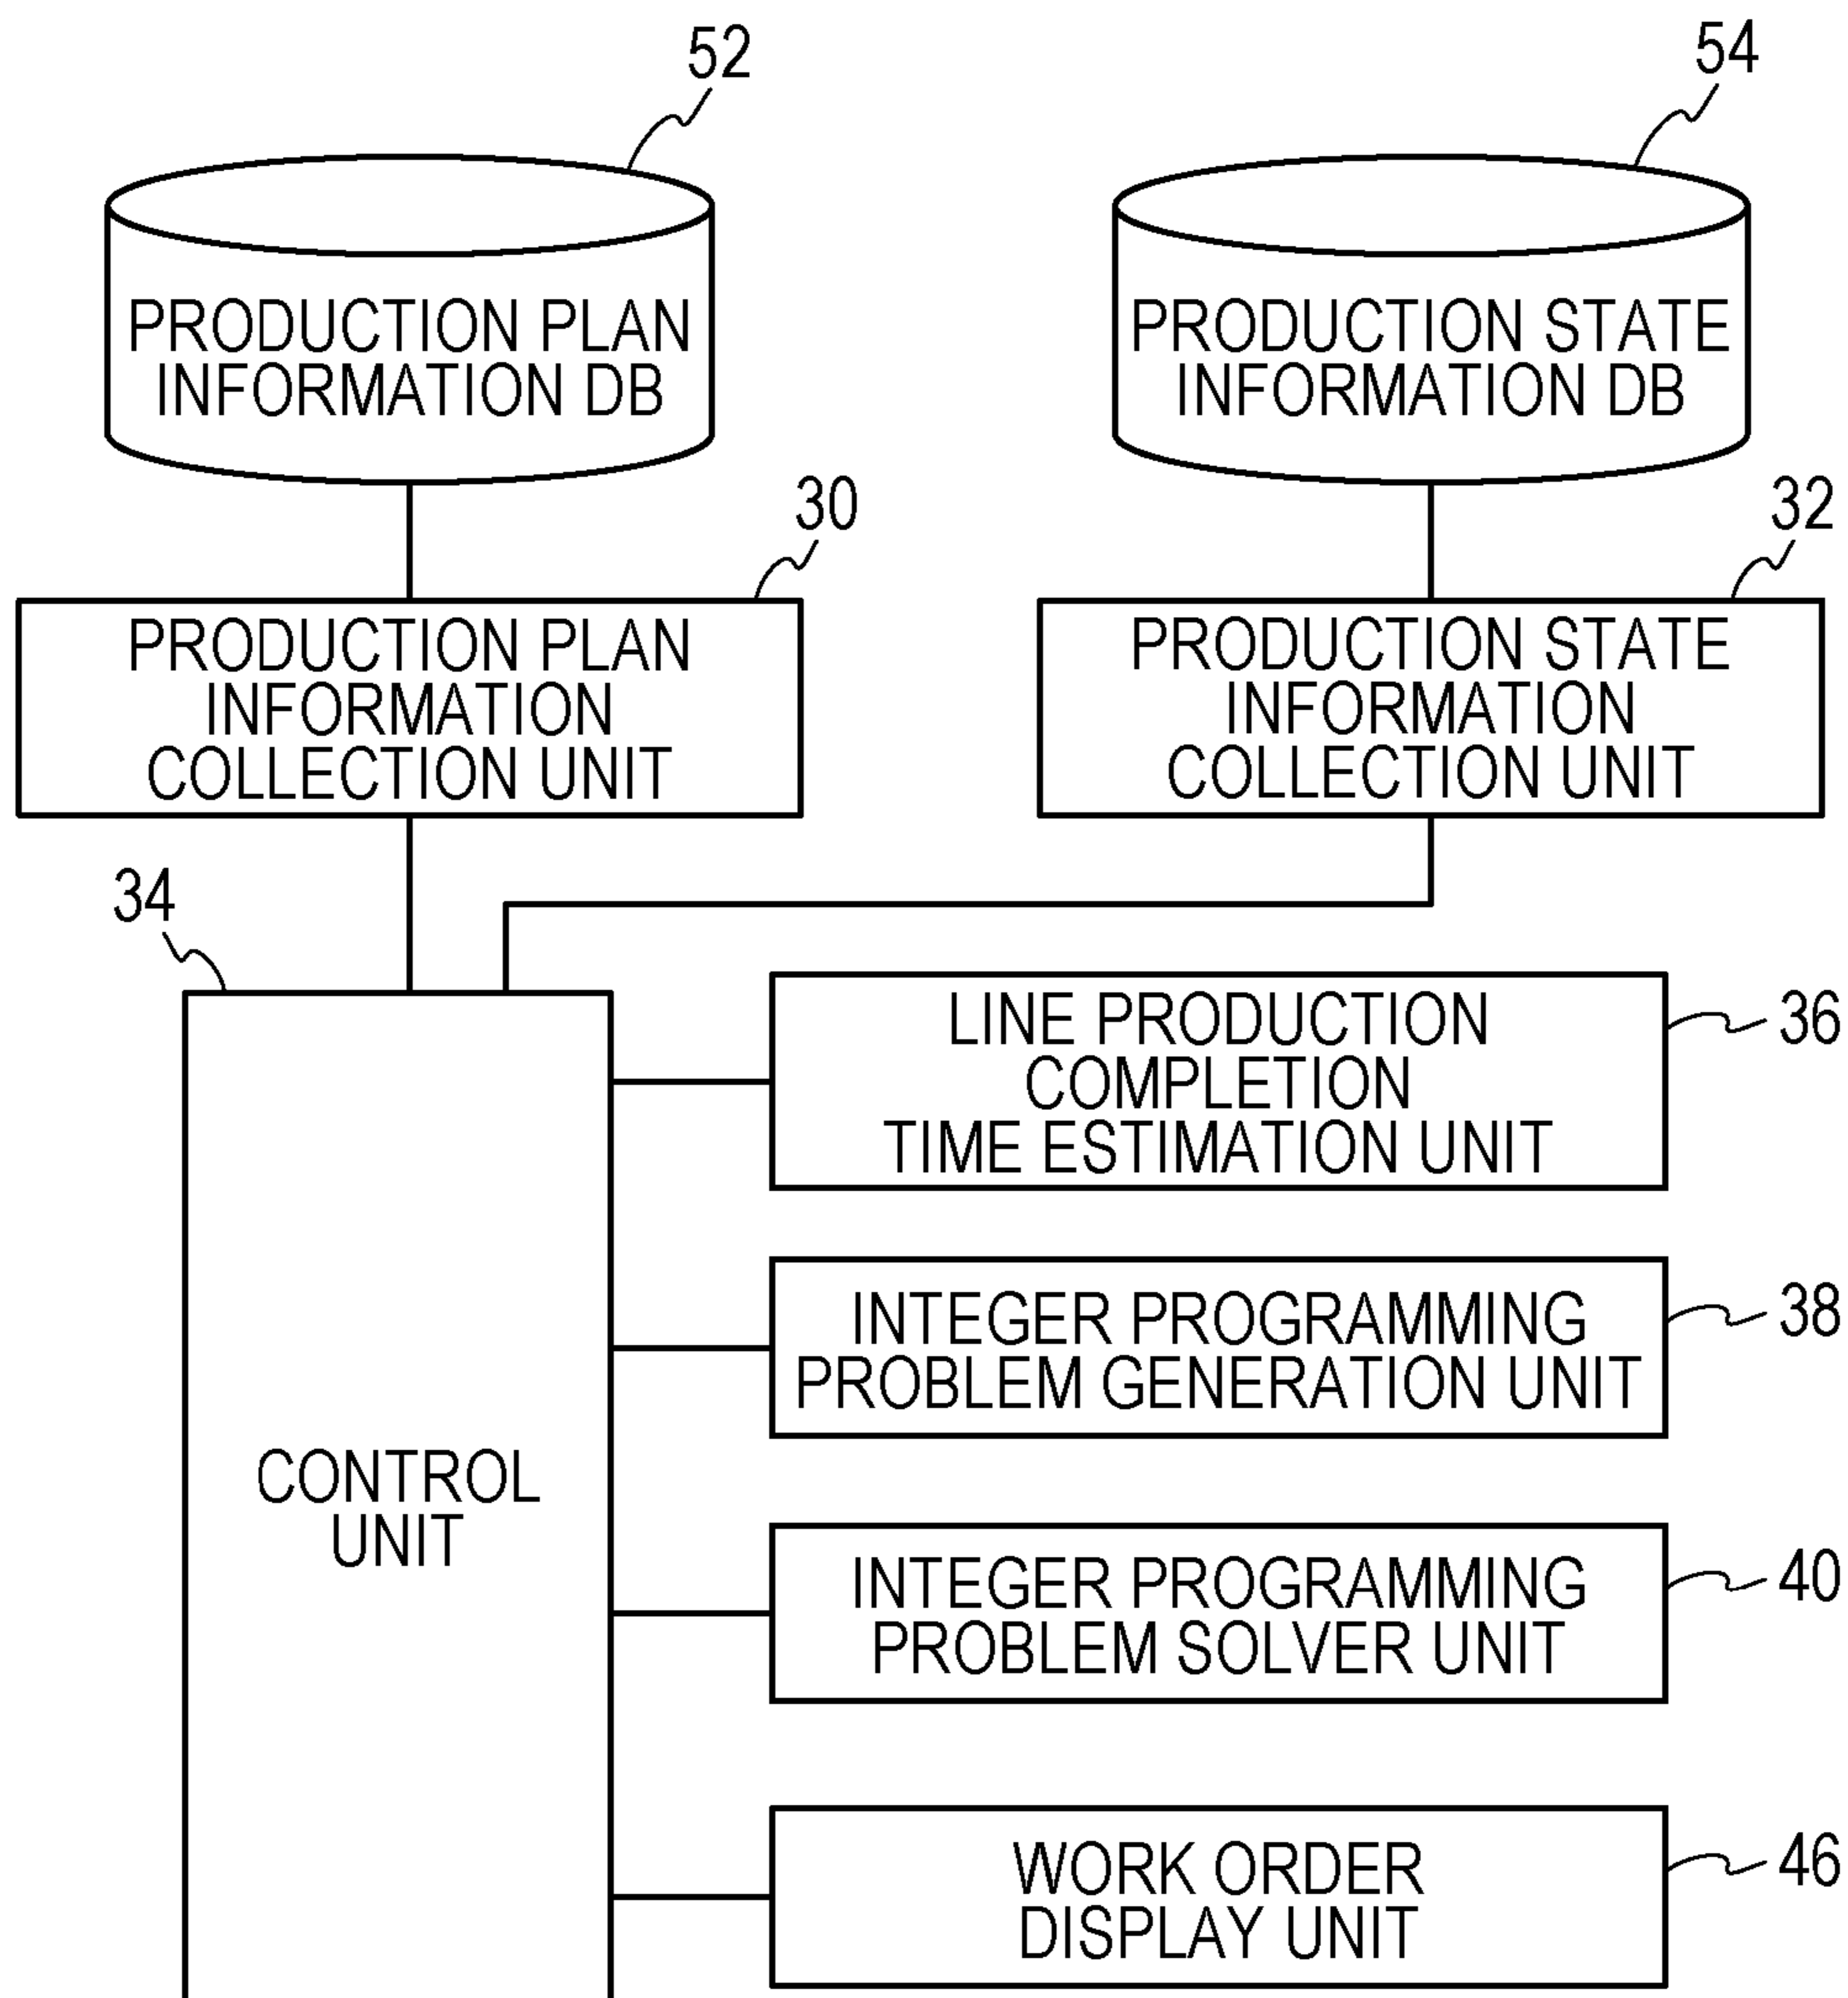 52
54
PRODUCTION PLAN
INFORMATION DB
PRODUCTION STATE
INFORMATION DB
30
32
PRODUCTION PLAN
INFORMATION
COLLECTION UNIT
PRODUCTION STATE
INFORMATION
COLLECTION UNIT
34
LINE PRODUCTION
COMPLETION
TIME ESTIMATION UNIT
36
INTEGER PROGRAMMING
PROBLEM GENERATION UNIT
38
CONTROL
UNIT
INTEGER PROGRAMMING
PROBLEM SOLVER UNIT
40
WORK ORDER
DISPLAY UNIT
46